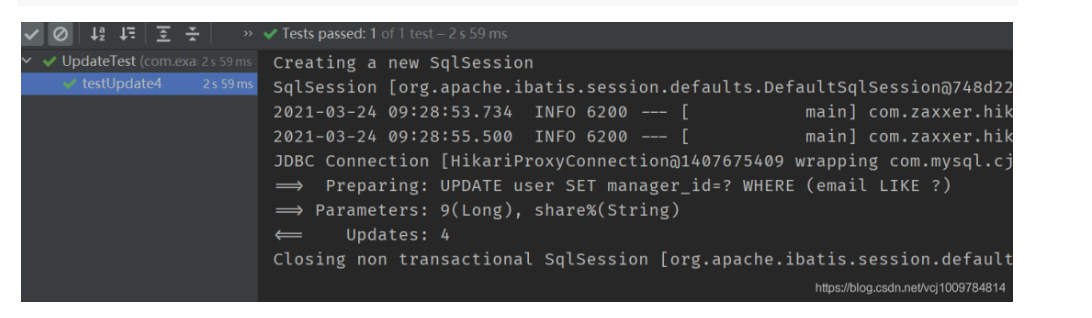 » ✔ Tests passed: 1 of 1 test – 2 s 59 ms
UpdateTest (com.exa 2 s 59 ms
testUpdate4 2 s 59 ms
Creating a new SqlSession
SqlSession [org.apache.ibatis.session.defaults.DefaultSqlSession@748d22
2021-03-24 09:28:53.734  INFO 6200 --- [           main] com.zaxxer.hik
2021-03-24 09:28:55.500  INFO 6200 --- [           main] com.zaxxer.hik
JDBC Connection [HikariProxyConnection@1407675409 wrapping com.mysql.cj
==>  Preparing: UPDATE user SET manager_id=? WHERE (email LIKE ?)
==> Parameters: 9(Long), share%(String)
<==    Updates: 4
Closing non transactional SqlSession [org.apache.ibatis.session.default
https://blog.csdn.net/vcj1009784814